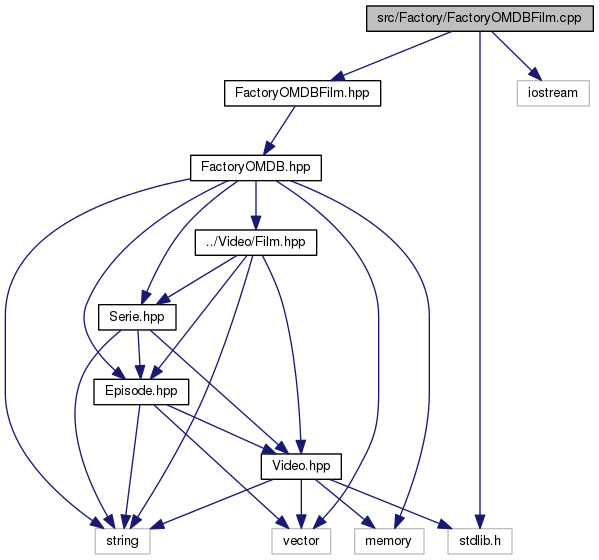 src/Factory/FactoryOMDBFilm.cpp
FactoryOMDBFilm.hpp
iostream
FactoryOMDB.hpp
../Video/Film.hpp
Serie.hpp
Episode.hpp
Video.hpp
string
vector
memory
stdlib.h